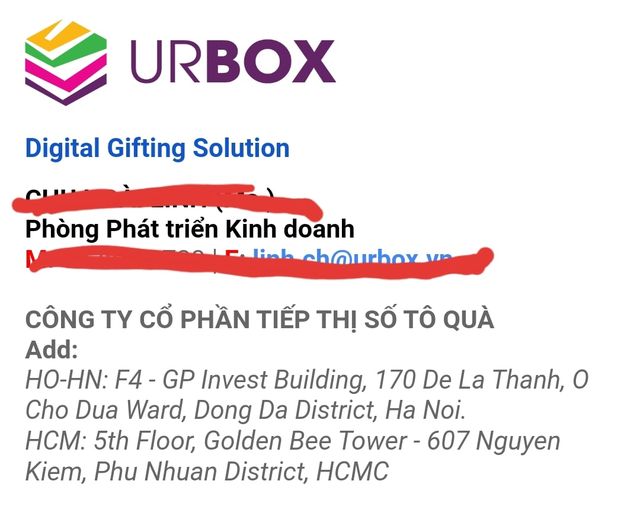 URBOX
Digital Gifting Solution
Phòng Phát triển Kinh doanh
CÔNG TY CỔ PHẦN TIẾP THỊ SỐ TÔ QUÀ
Add:
HO-HN: F4 - GP Invest Building, 170 De La Thanh, O
Cho Dua Ward, Dong Da District, Ha Noi.
HCM: 5th Floor, Golden Bee Tower - 607 Nguyen
Kiem, Phu Nhuan District, HCMC